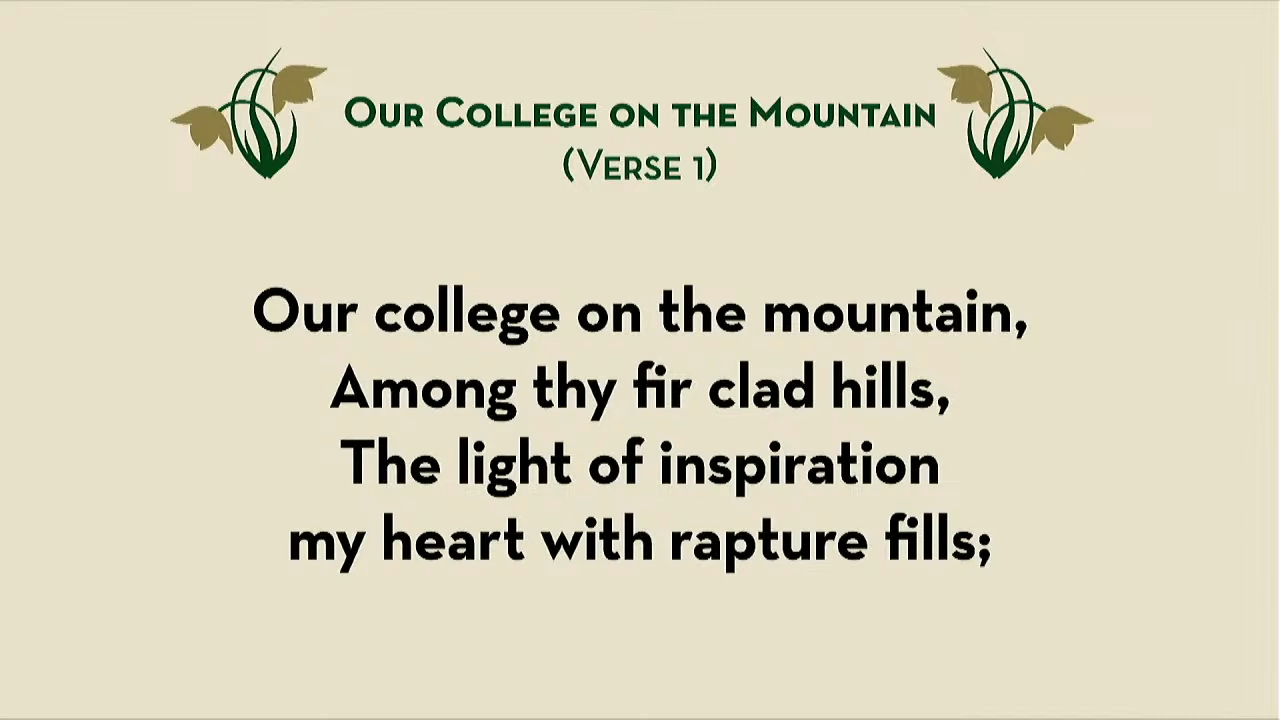 Our College on the Mountain
(Verse 1)
Our college on the mountain,
Among thy fir clad hills,
The light of inspiration
my heart with rapture fills;